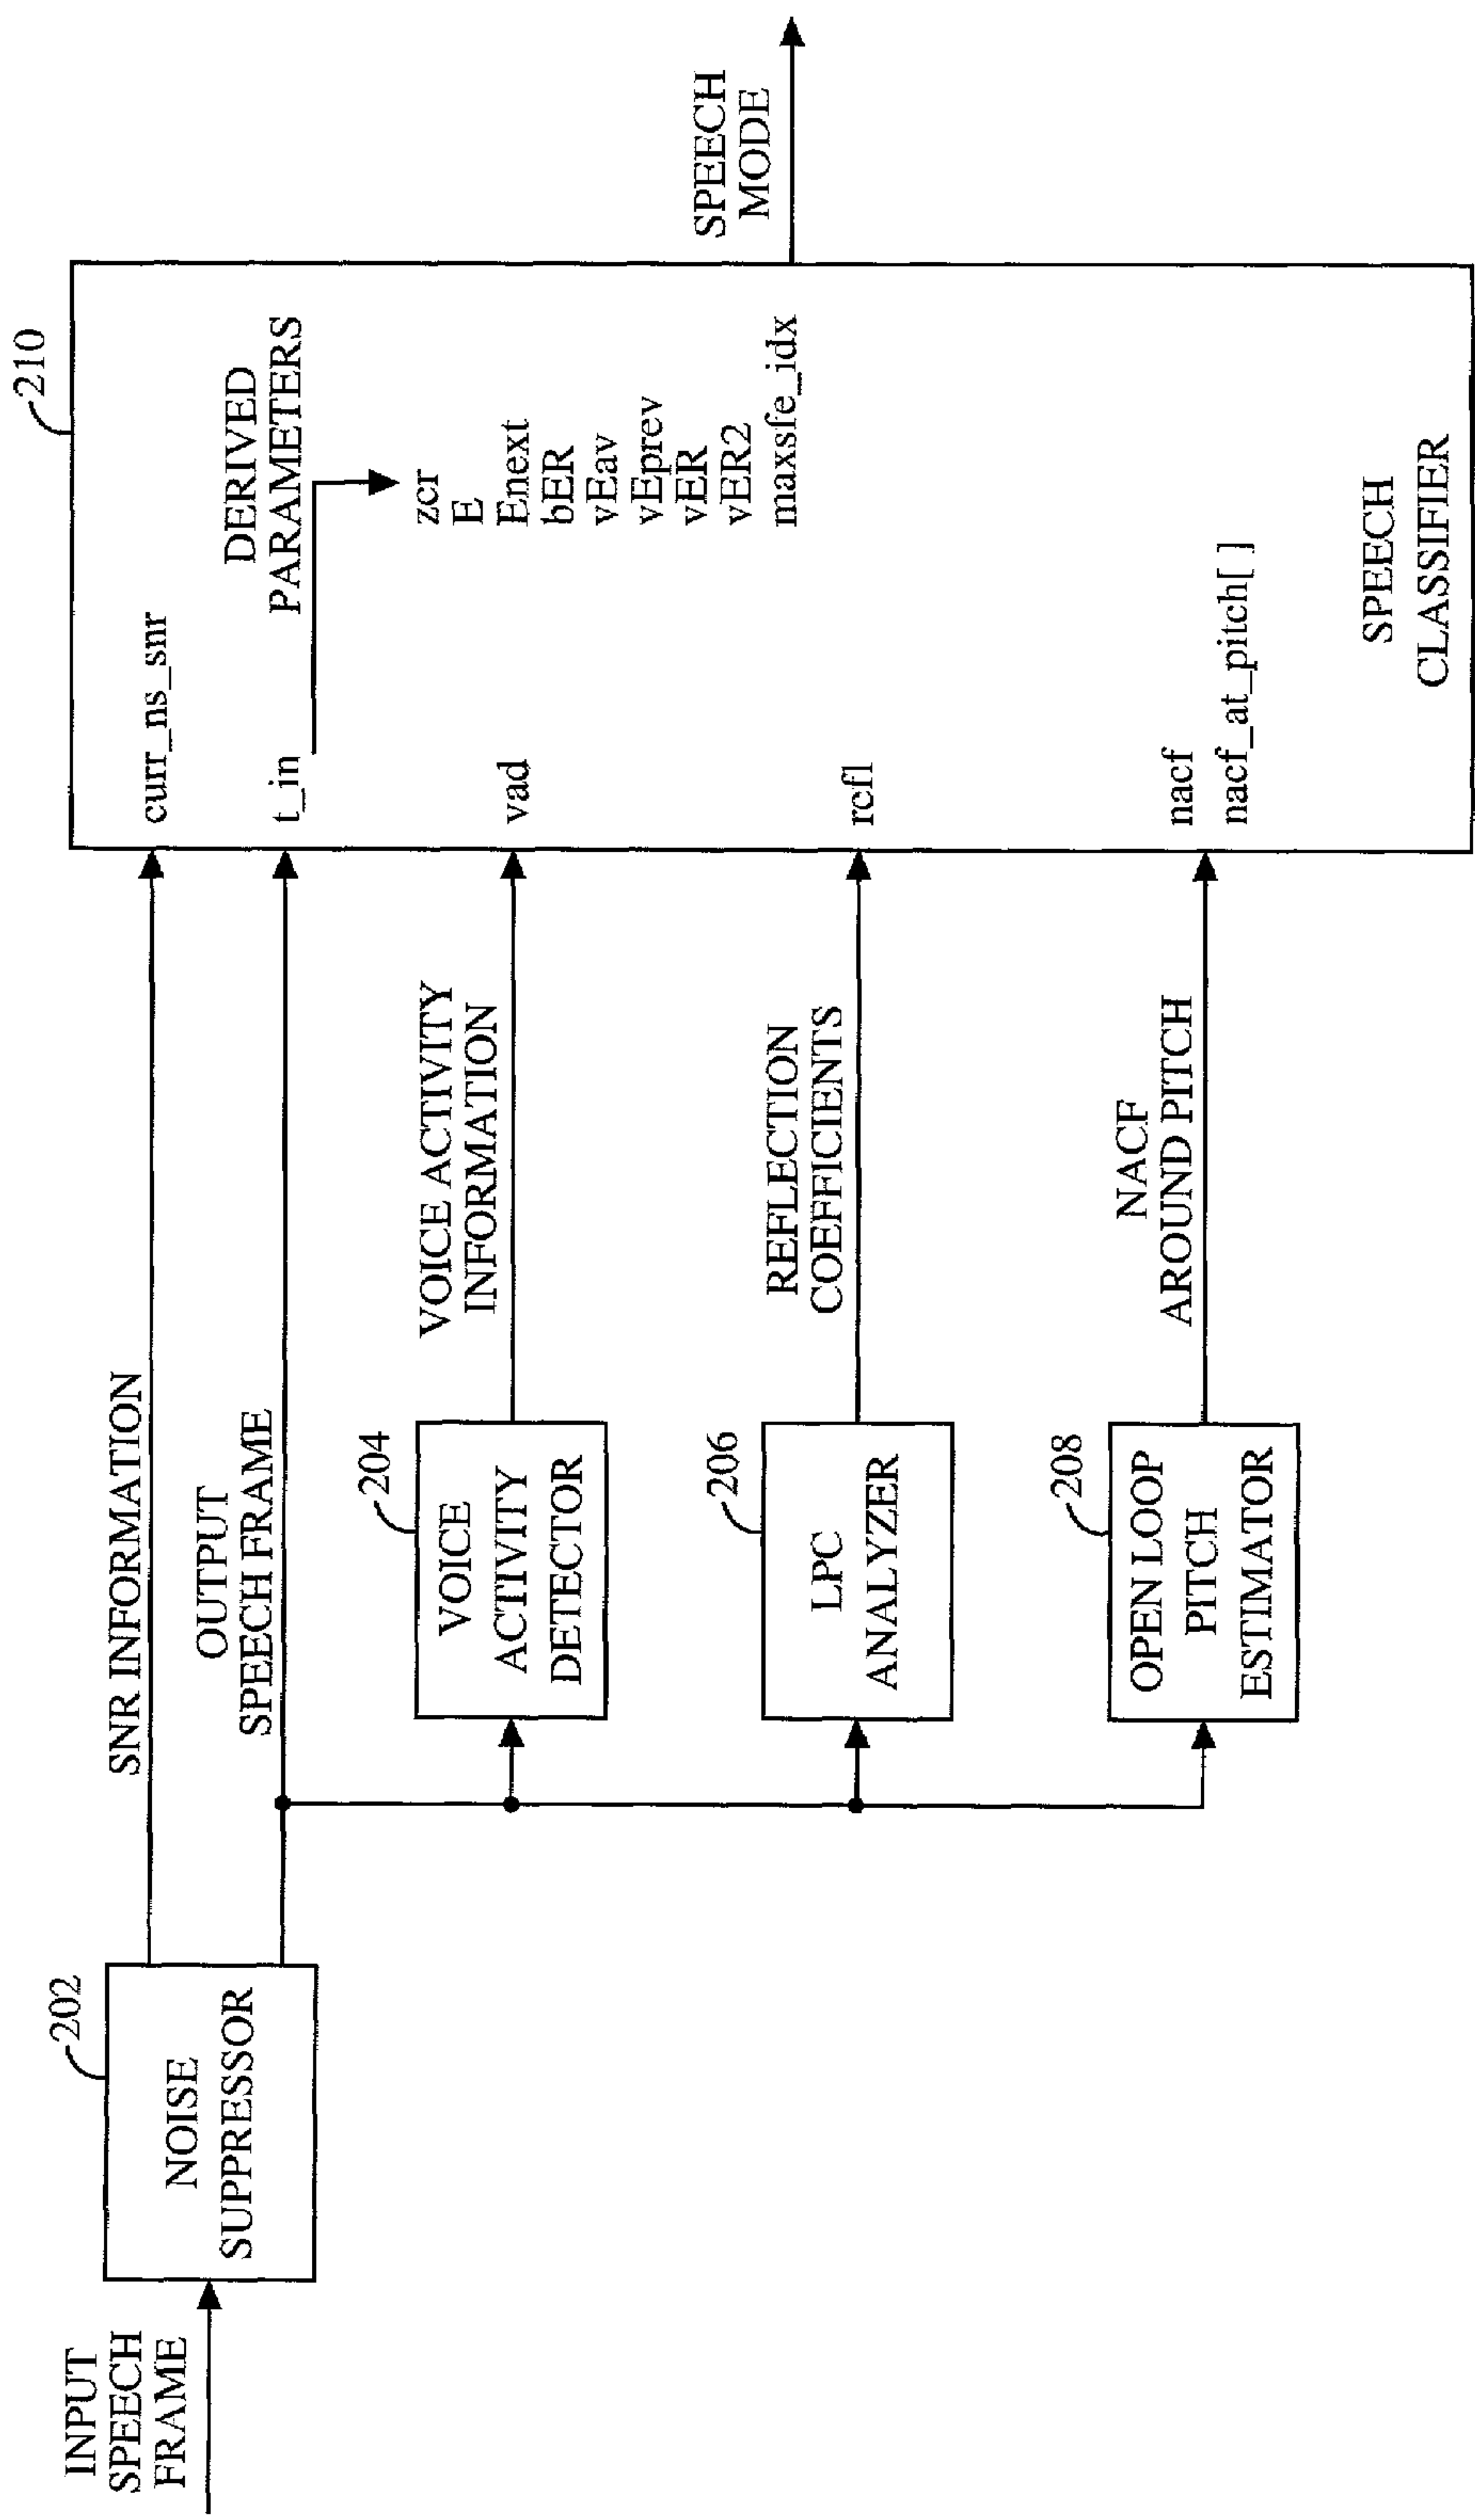 INPUT
SPEECH
FRAME
202
NOISE
SUPPRESSOR
SNR INFORMATION
OUTPUT
SPEECH FRAME
204
VOICE
ACTIVITY
DETECTOR
VOICE ACTIVITY
INFORMATION
206
LPC
ANALYZER
REFLECTION
COEFFICIENTS
208
OPEN LOOP
PITCH
ESTIMATOR
NACF
AROUND PITCH
210
curr_ns_snr
t_in
DERIVED
PARAMETERS
zcr
E
Enext
bER
vEav
vEprev
vER
vER2
maxsfe_idx
vad
refl
nacf
nacf_at_pitch[ ]
SPEECH
CLASSIFIER
SPEECH
MODE